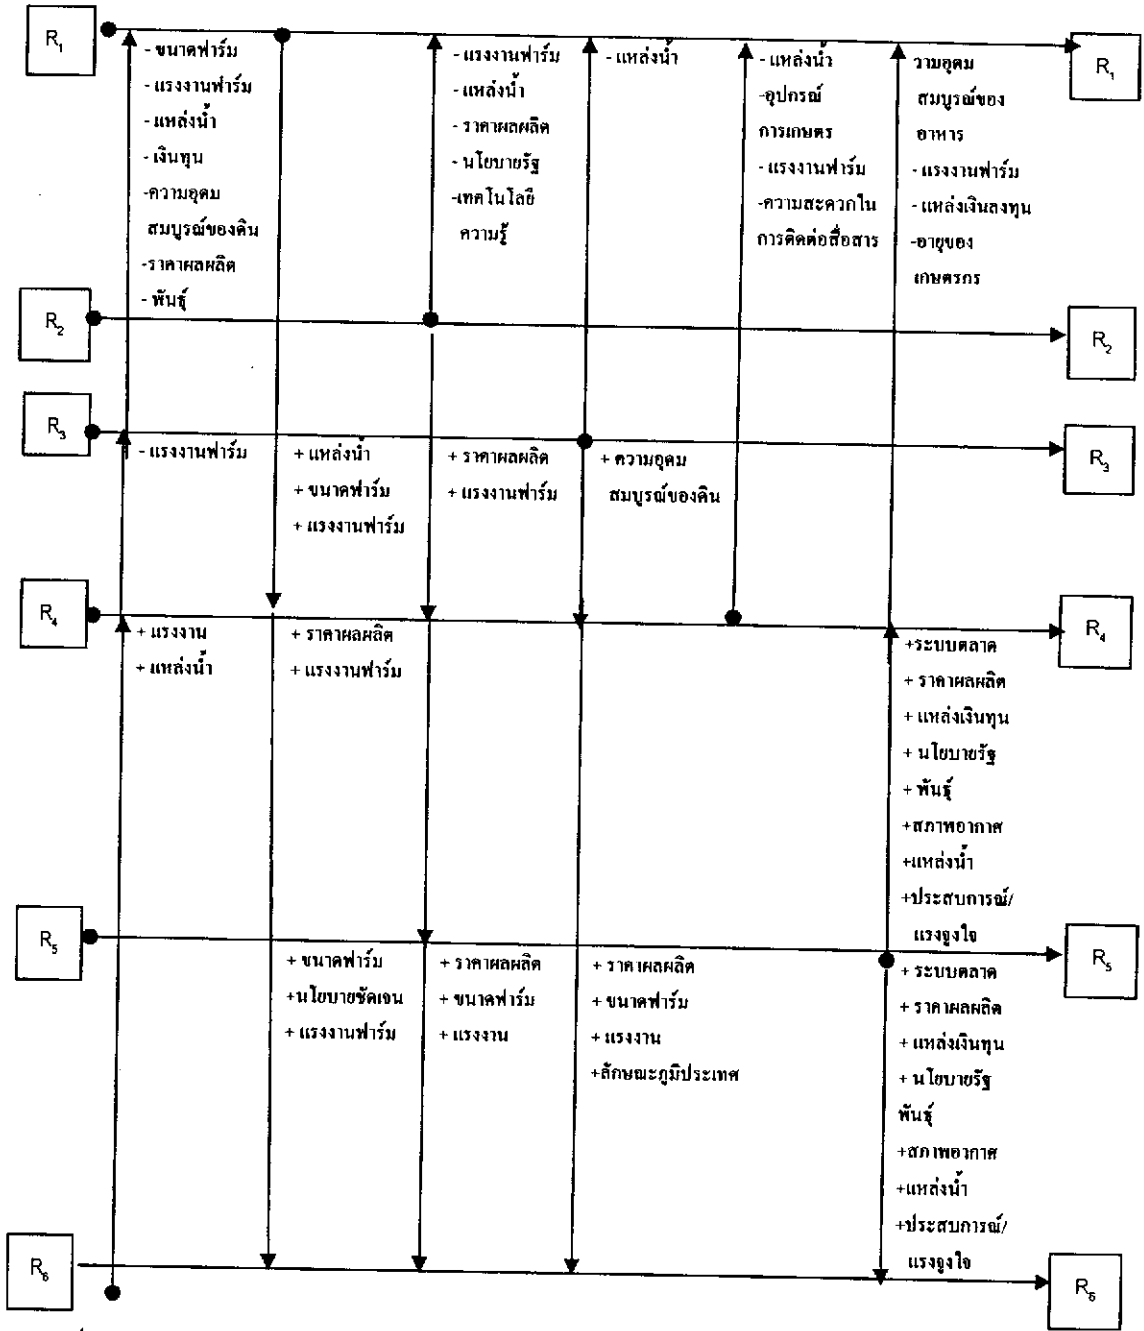 R1
- ขนาดฟาร์ม
- แรงงานฟาร์ม
- แหล่งน้ำ
- เงินทุน
-ความอุดม
สมบูรณ์ของดิน
-ราคาผลผลิต
- พันธุ์
- แรงงานฟาร์ม
- แหล่งน้ำ
- ราคาผลผลิต
- นโยบายรัฐ
-เทคโนโลยี
ความรู้
- แหล่งน้ำ
- แหล่งน้ำ
-อุปกรณ์
การเกษตร
- แรงงานฟาร์ม
-ความสะดวกใน
การติดต่อสื่อสาร
วามอุดม
สมบูรณ์ของ
อาหาร
- แรงงานฟาร์ม
- แหล่งเงินลงทุน
-อายุของ
เกษตรกร
R1
R2
R2
R3
R3
- แรงงานฟาร์ม
+ แหล่งน้ำ
+ ขนาดฟาร์ม
+ แรงงานฟาร์ม
+ ราคาผลผลิต
+ แรงงานฟาร์ม
+ ความอุดม
สมบูรณ์ของดิน
R4
R4
+ แรงงาน
+ แหล่งน้ำ
+ ราคาผลผลิต
+ แรงงานฟาร์ม
+ระบบตลาด
+ ราคาผลผลิต
+ แหล่งเงินทุน
+ นโยบายรัฐ
+ พันธุ์
+สภาพอากาศ
+แหล่งน้ำ
+ประสบการณ์/
แรงจูงใจ
R5
R5
+ ขนาดฟาร์ม
+นโยบายชัดเจน
+ แรงงานฟาร์ม
+ ราคาผลผลิต
+ ขนาดฟาร์ม
+ แรงงาน
+ ราคาผลผลิต
+ ขนาดฟาร์ม
+ แรงงาน
+ลักษณะภูมิประเทศ
+ ระบบตลาด
+ ราคาผลผลิต
+ แหล่งเงินทุน
+ นโยบายรัฐ
พันธุ์
+สภาพอากาศ
+แหล่งน้ำ
+ประสบการณ์/
แรงจูงใจ
R6
R6